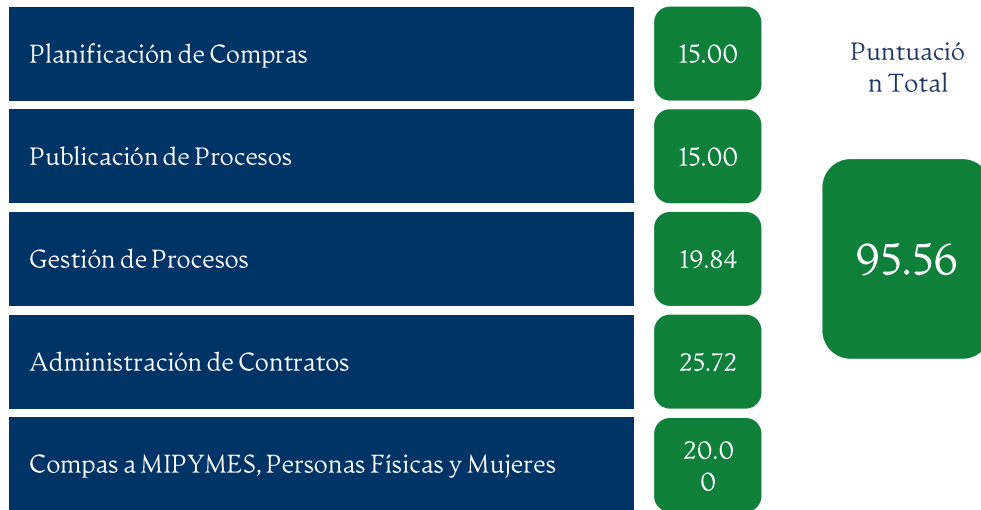 Planificación de Compras
15.00
Publicación de Procesos
15.00
Gestión de Procesos
19.84
Administración de Contratos
25.72
Compas a MIPYMES, Personas Físicas y Mujeres
20.0
0
Puntuació
n Total
95.56